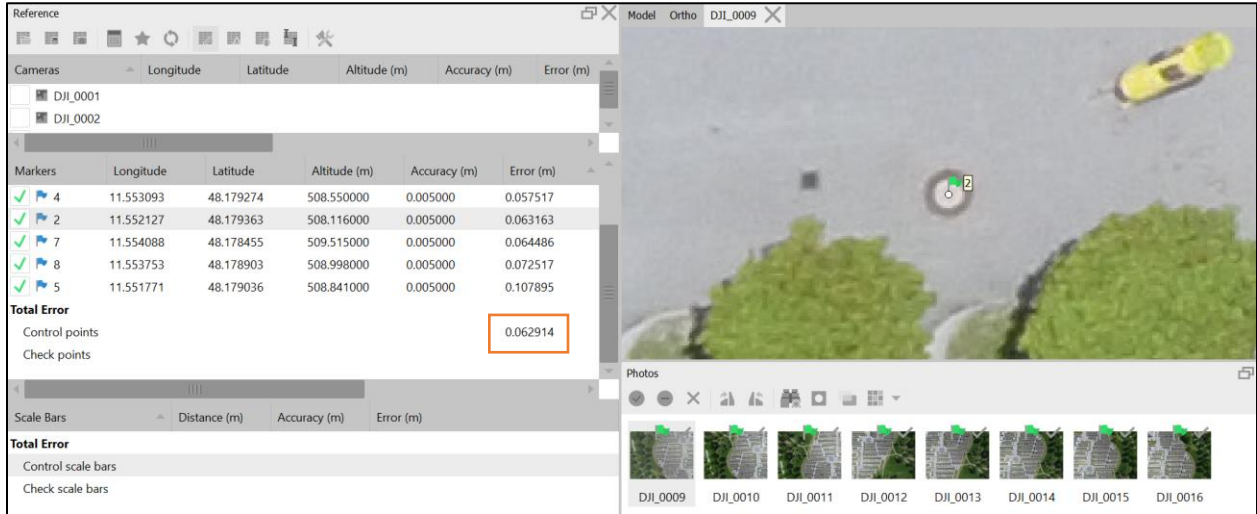 Reference
Cameras Longitude Latitude Altitude (m) Accuracy (m) Error (m)
DJI_0001
DJI_0002
Markers Longitude Latitude Altitude (m) Accuracy (m) Error (m)
4 11.553093 48.179274 508.550000 0.005000 0.057517
2 11.552127 48.179363 508.116000 0.005000 0.063163
7 11.554088 48.178455 509.515000 0.005000 0.064486
8 11.553753 48.178903 508.998000 0.005000 0.072517
5 11.551771 48.179036 508.841000 0.005000 0.107895
Total Error
Control points 0.062914
Check points
Scale Bars Distance (m) Accuracy (m) Error (m)
Total Error
Control scale bars
Check scale bars
Model Ortho DJI_0009
2
Photos
DJI_0009 DJI_0010 DJI_0011 DJI_0012 DJI_0013 DJI_0014 DJI_0015 DJI_0016